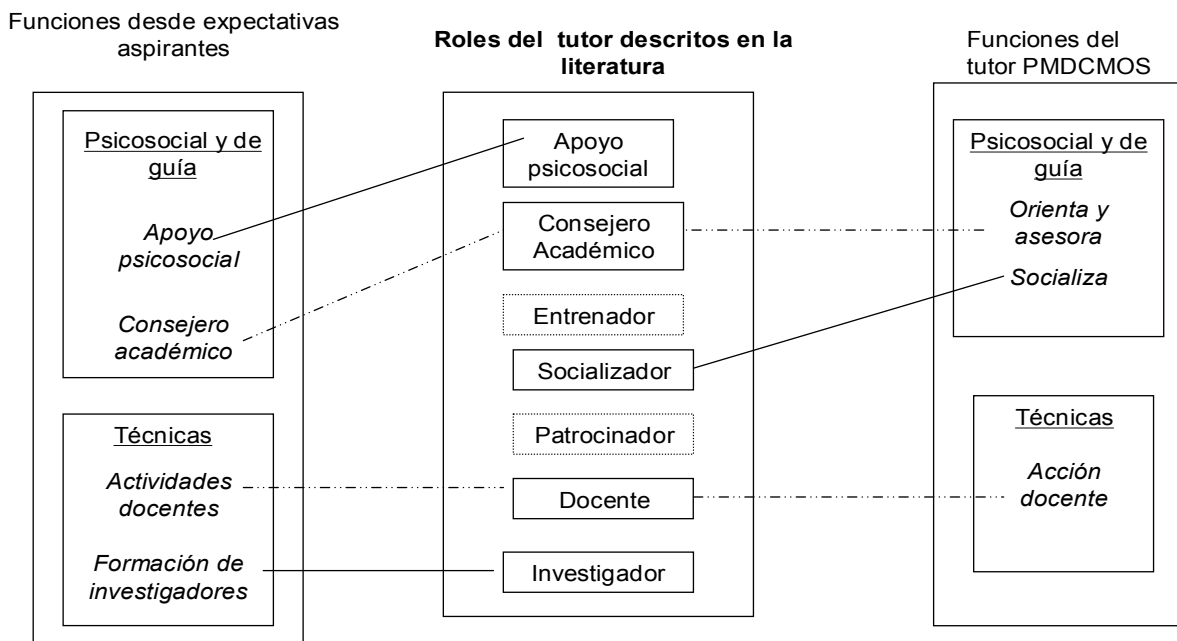 Funciones desde expectativas
aspirantes
Psicosocial y de
guía
Apoyo
psicosocial
Consejero
académico
Técnicas
Actividades
docentes
Formación de
investigadores
Roles del tutor descritos en la
literatura
Apoyo
psicosocial
Consejero
Académico
Entrenador
Socializador
Patrocinador
Docente
Investigador
Funciones del
tutor PMDCMOS
Psicosocial y de
guía
Orienta y
asesora
Socializa
Técnicas
Acción
docente